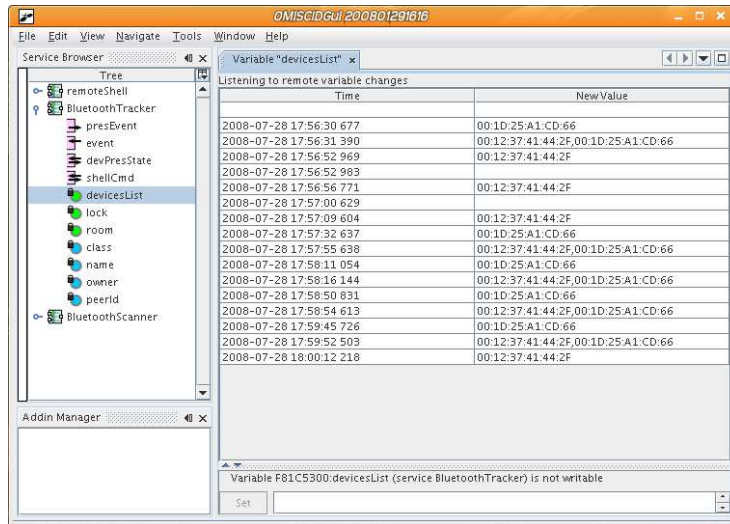 OMISCIDGui 200801291616
File Edit View Navigate Tools Window Help
Service Browser
Tree
remoteShell
BluetoothTracker
presEvent
event
devPresState
shellCmd
devicesList
lock
room
class
name
owner
peerId
BluetoothScanner
Addin Manager
Variable "devicesList"
Listening to remote variable changes
Time New Value
2008-07-28 17:56:30 677 00:1D:25:A1:CD:66
2008-07-28 17:56:31 390 00:12:37:41:44:2F,00:1D:25:A1:CD:66
2008-07-28 17:56:52 969 00:12:37:41:44:2F
2008-07-28 17:56:52 983
2008-07-28 17:56:56 771 00:12:37:41:44:2F
2008-07-28 17:57:00 629
2008-07-28 17:57:09 604 00:12:37:41:44:2F
2008-07-28 17:57:32 637 00:1D:25:A1:CD:66
2008-07-28 17:57:55 638 00:12:37:41:44:2F,00:1D:25:A1:CD:66
2008-07-28 17:58:11 054 00:1D:25:A1:CD:66
2008-07-28 17:58:16 144 00:12:37:41:44:2F,00:1D:25:A1:CD:66
2008-07-28 17:58:50 831 00:1D:25:A1:CD:66
2008-07-28 17:58:54 613 00:12:37:41:44:2F,00:1D:25:A1:CD:66
2008-07-28 17:59:45 726 00:1D:25:A1:CD:66
2008-07-28 17:59:52 503 00:12:37:41:44:2F,00:1D:25:A1:CD:66
2008-07-28 18:00:12 218 00:12:37:41:44:2F
Variable F81C5300:devicesList (service BluetoothTracker) is not writable
Set